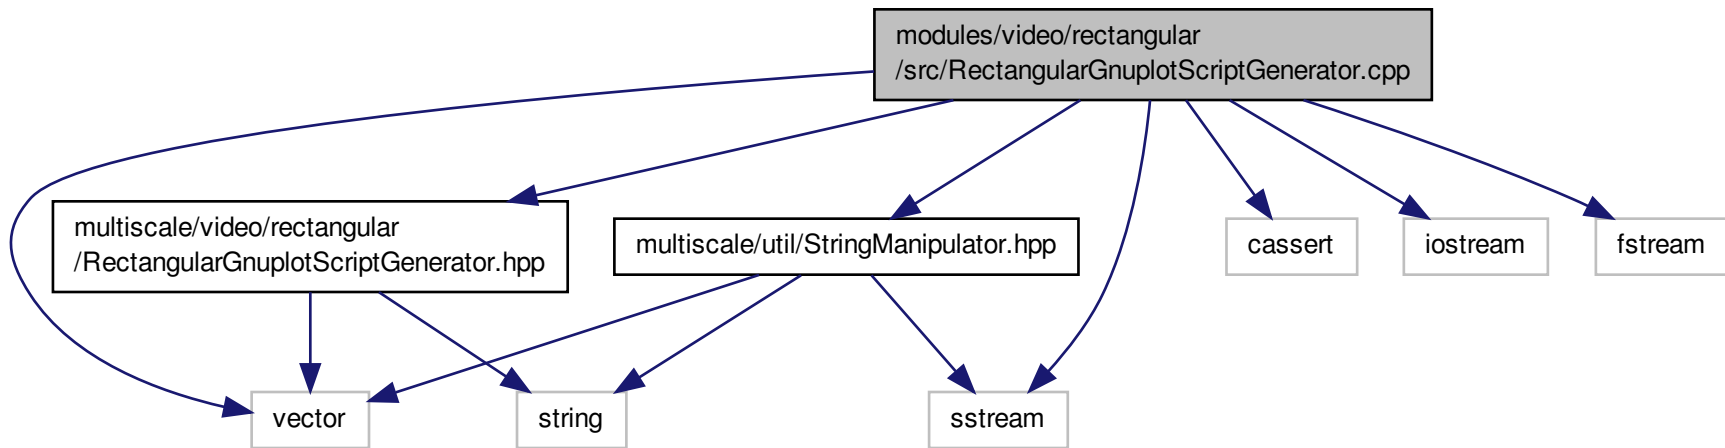 modules/video/rectangular
/src/RectangularGnuplotScriptGenerator.cpp
multiscale/video/rectangular
/RectangularGnuplotScriptGenerator.hpp
multiscale/util/StringManipulator.hpp
cassert
iostream
fstream
vector
string
sstream